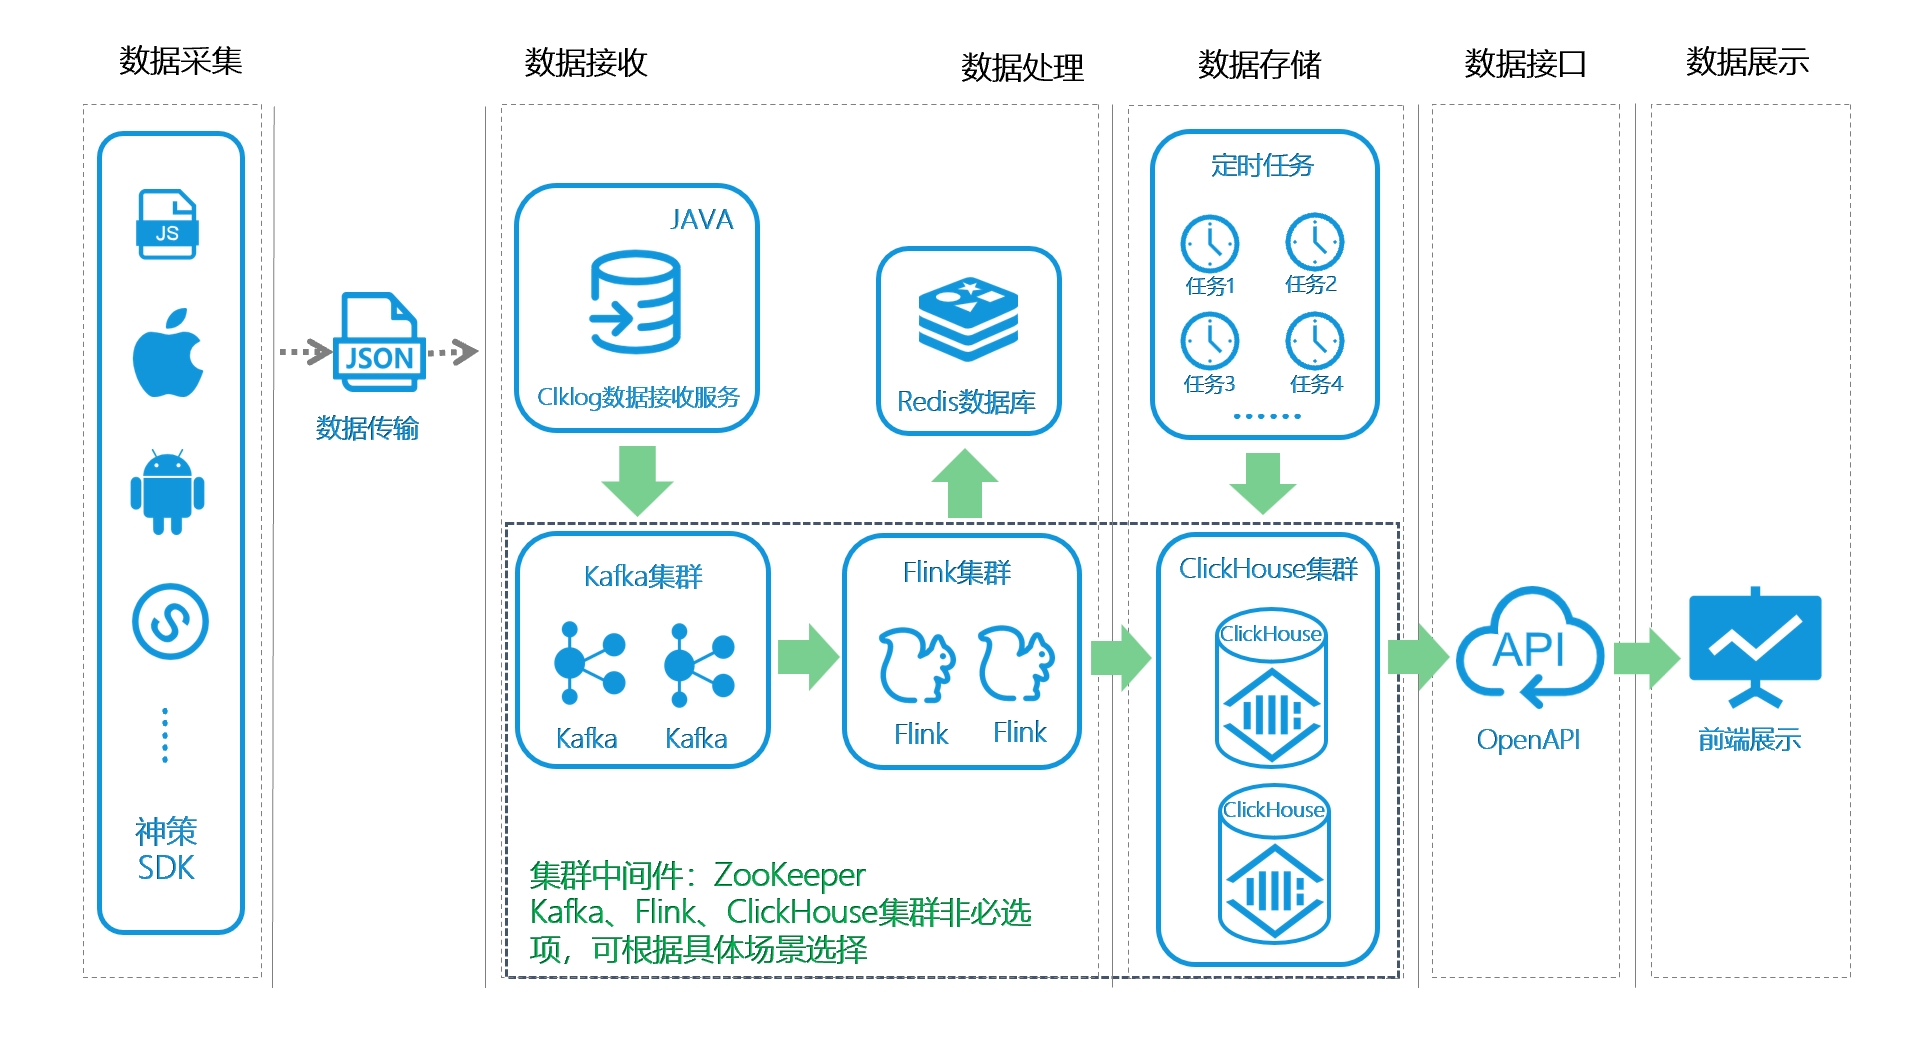 数据采集
数据接收
数据处理
数据存储
数据接口
数据展示
JS
神策
SDK
JSON
数据传输
JAVA
Clklog数据接收服务
Redis数据库
定时任务
任务1
任务2
任务3
任务4
Kafka集群
Kafka
Kafka
Flink集群
Flink
Flink
ClickHouse集群
ClickHouse
ClickHouse
API
OpenAPI
前端展示
集群中间件：ZooKeeper
Kafka、Flink、ClickHouse集群非必选
项，可根据具体场景选择